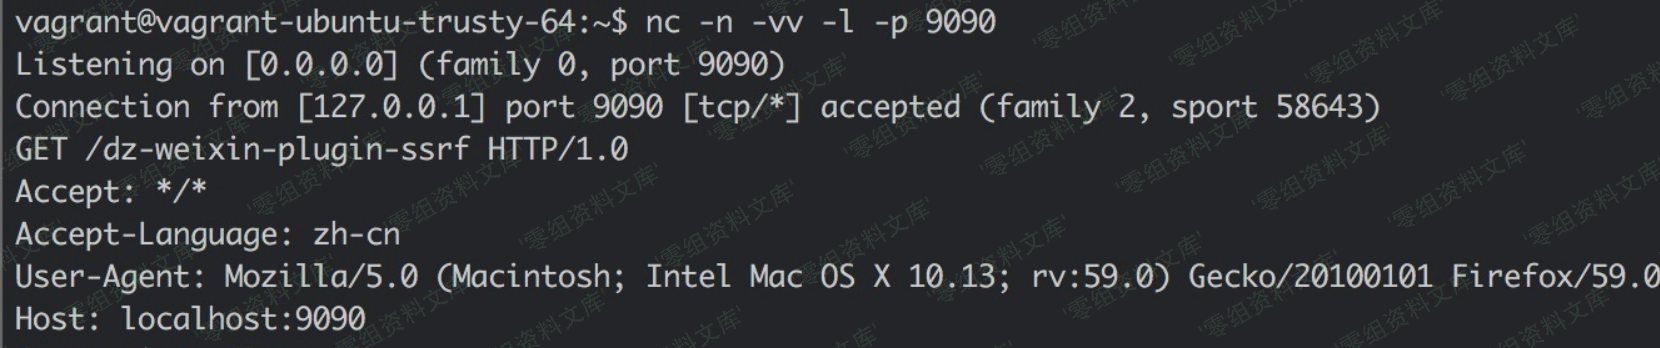 vagrant@vagrant-ubuntu-trusty-64:~$ nc -n -vv -l -p 9090
Listening on [0.0.0.0] (family 0, port 9090)
Connection from [127.0.0.1] port 9090 [tcp/*] accepted (family 2, sport 58643)
GET /dz-weixin-plugin-ssrf HTTP/1.0
Accept: */*
Accept-Language: zh-cn
User-Agent: Mozilla/5.0 (Macintosh; Intel Mac OS X 10.13; rv:59.0) Gecko/20100101 Firefox/59.0
Host: localhost:9090
'零组资料文库'